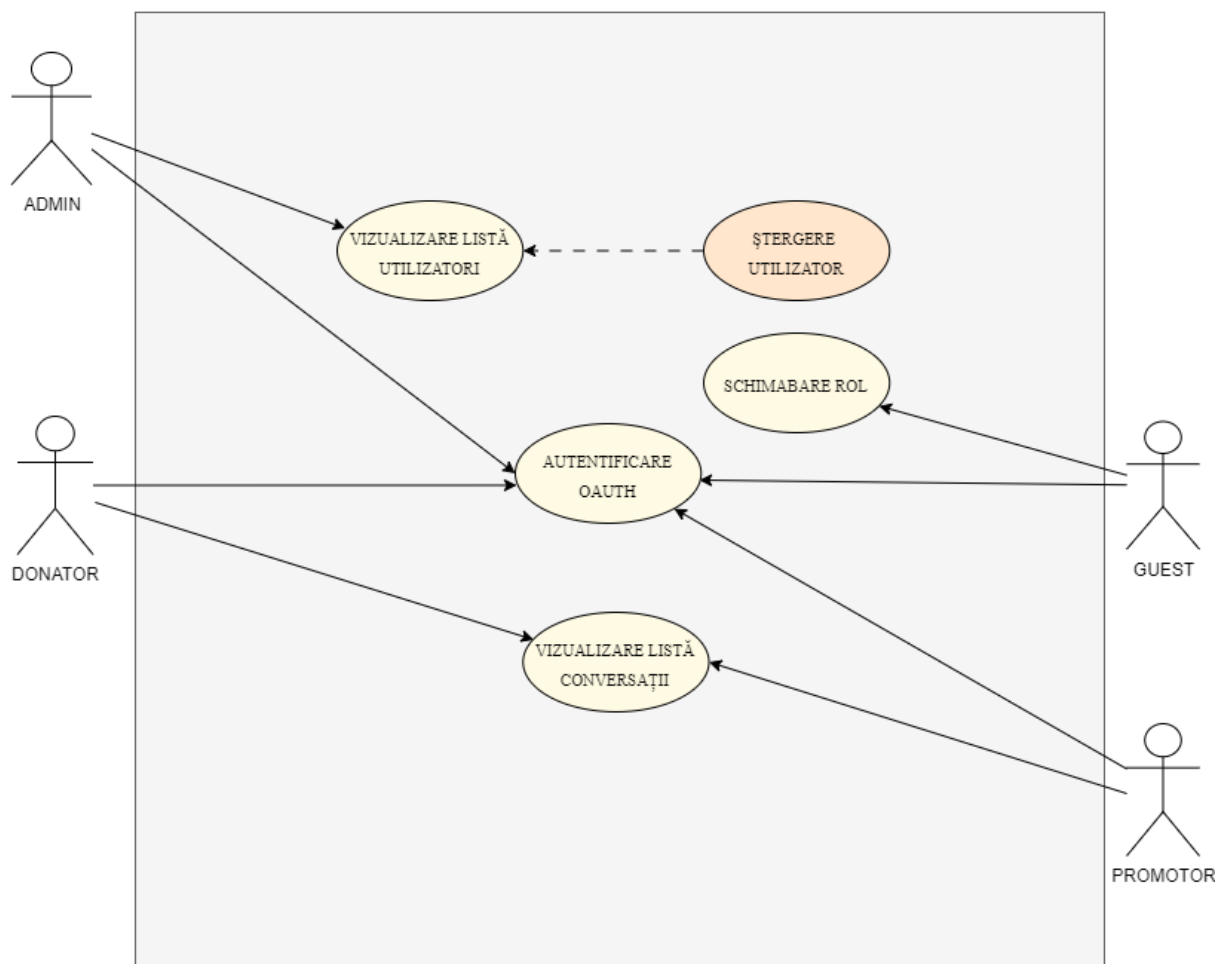 ADMIN
VIZUALIZARE LISTĂ
UTILIZATORI
ŞTERGERE
UTILIZATOR
SCHIMABARE ROL
AUTENTIFICARE
OAUTH
DONATOR
GUEST
VIZUALIZARE LISTĂ
CONVERSAȚII
PROMOTOR